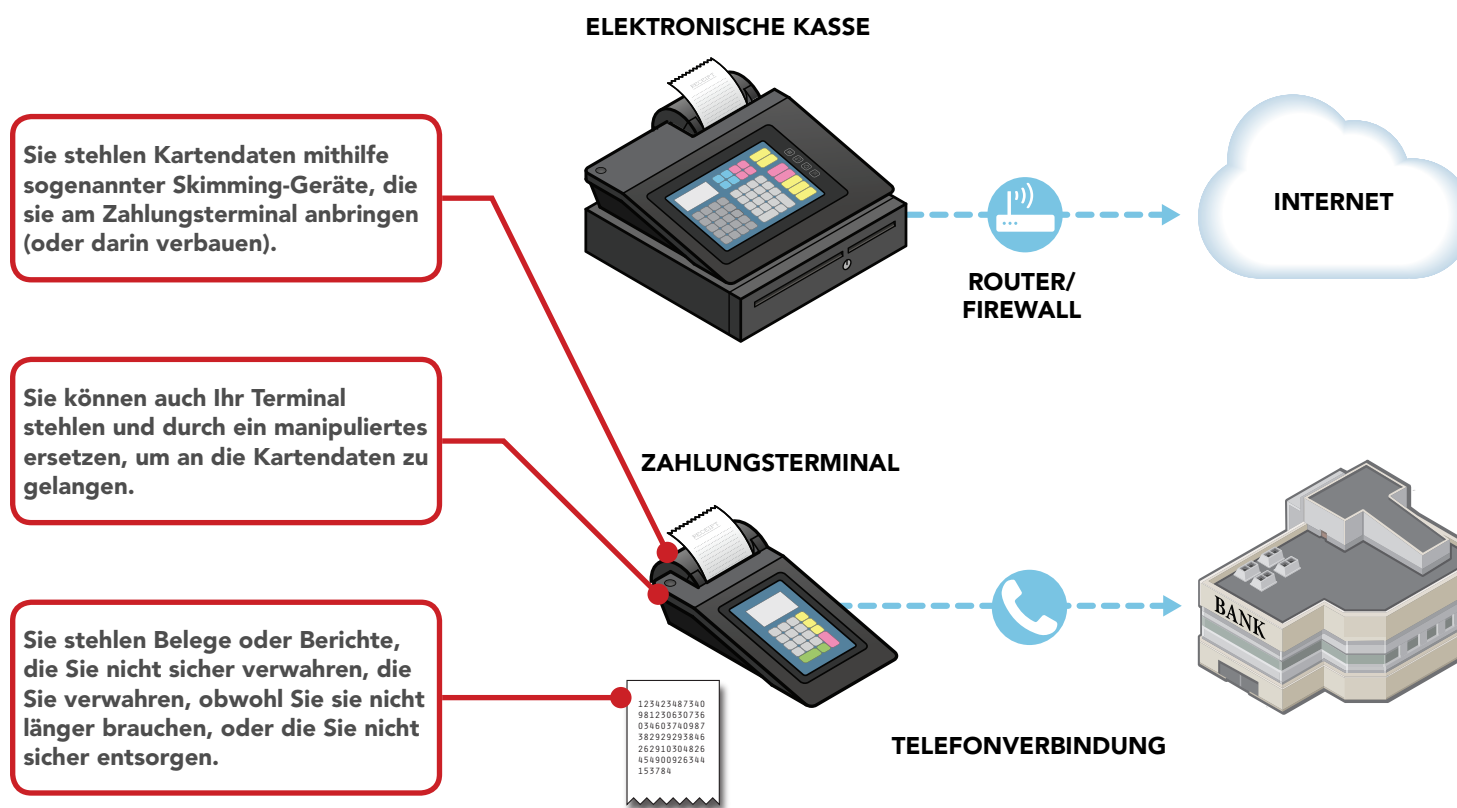 ELEKTRONISCHE KASSE
RECEIPT
Sie stehlen Kartendaten mithilfe
sogenannter Skimming-Geräte, die
sie am Zahlungsterminal anbringen
(oder darin verbauen).
INTERNET
ROUTER/
FIREWALL
Sie können auch Ihr Terminal
stehlen und durch ein manipuliertes
ersetzen, um an die Kartendaten zu
gelangen.
ZAHLUNGSTERMINAL
RECEIPT
BANK
Sie stehlen Belege oder Berichte,
die Sie nicht sicher verwahren, die
Sie verwahren, obwohl Sie sie nicht
länger brauchen, oder die Sie nicht
sicher entsorgen.
123423487340
981230630736
034603740987
382929293846
262910304826
454900926344
153784
TELEFONVERBINDUNG